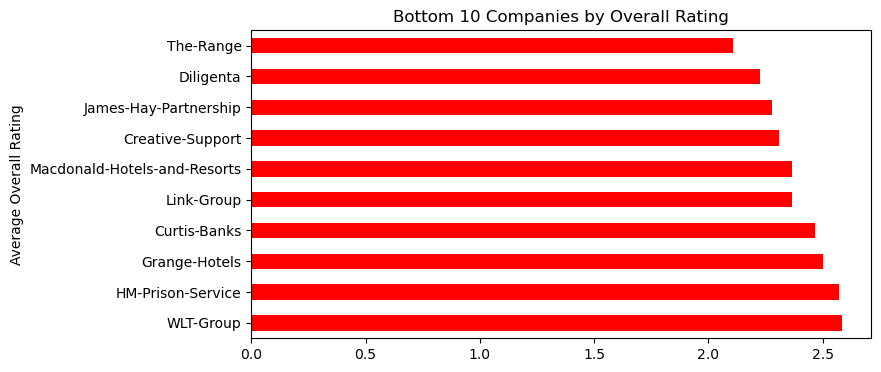 Bottom 10 Companies by Overall Rating
Average Overall Rating
The-Range
Diligenta
James-Hay-Partnership
Creative-Support
Macdonald-Hotels-and-Resorts
Link-Group
Curtis-Banks
Grange-Hotels
HM-Prison-Service
WLT-Group
0.0 0.5 1.0 1.5 2.0 2.5